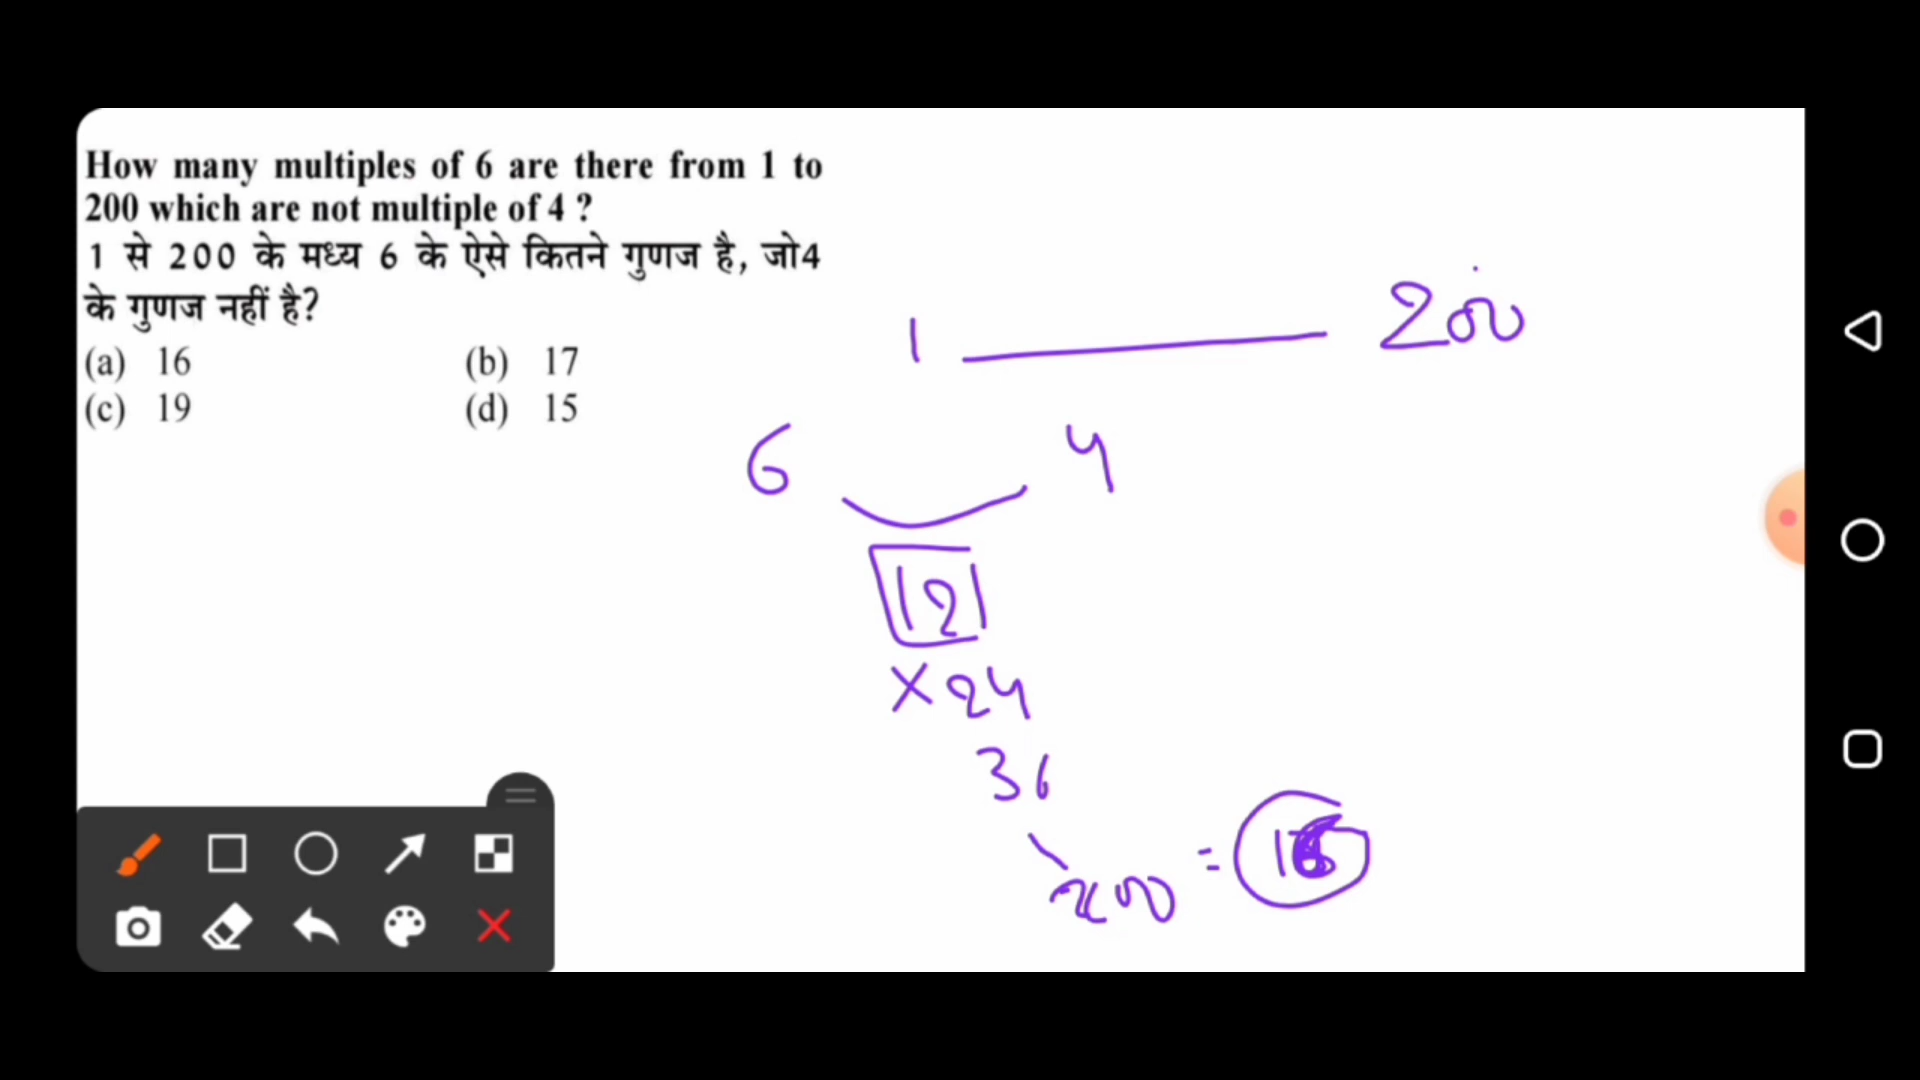 How many multiples of 6 are there from 1 to
200 which are not multiple of 4 ?
1 से 200 के मध्य 6 के ऐसे कितने गुणज है, जो4
के गुणज नहीं है?
(a) 16 (b) 17
(c) 19 (d) 15
1 200
6 4
12
× 24
36
200 =